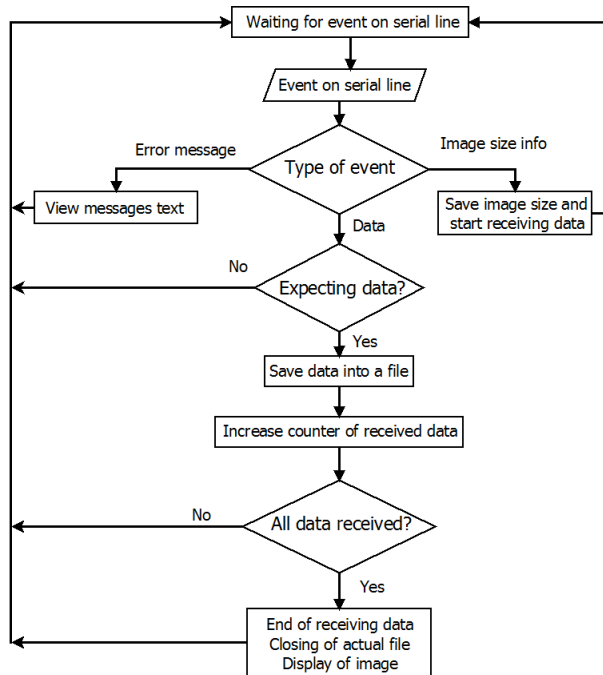 Waiting for event on serial line
Event on serial line
Error message
Image size info
Type of event
View messages text
Save image size and
start receiving data
Data
No
Expecting data?
Yes
Save data into a file
Increase counter of received data
No
All data received?
Yes
End of receiving data
Closing of actual file
Display of image